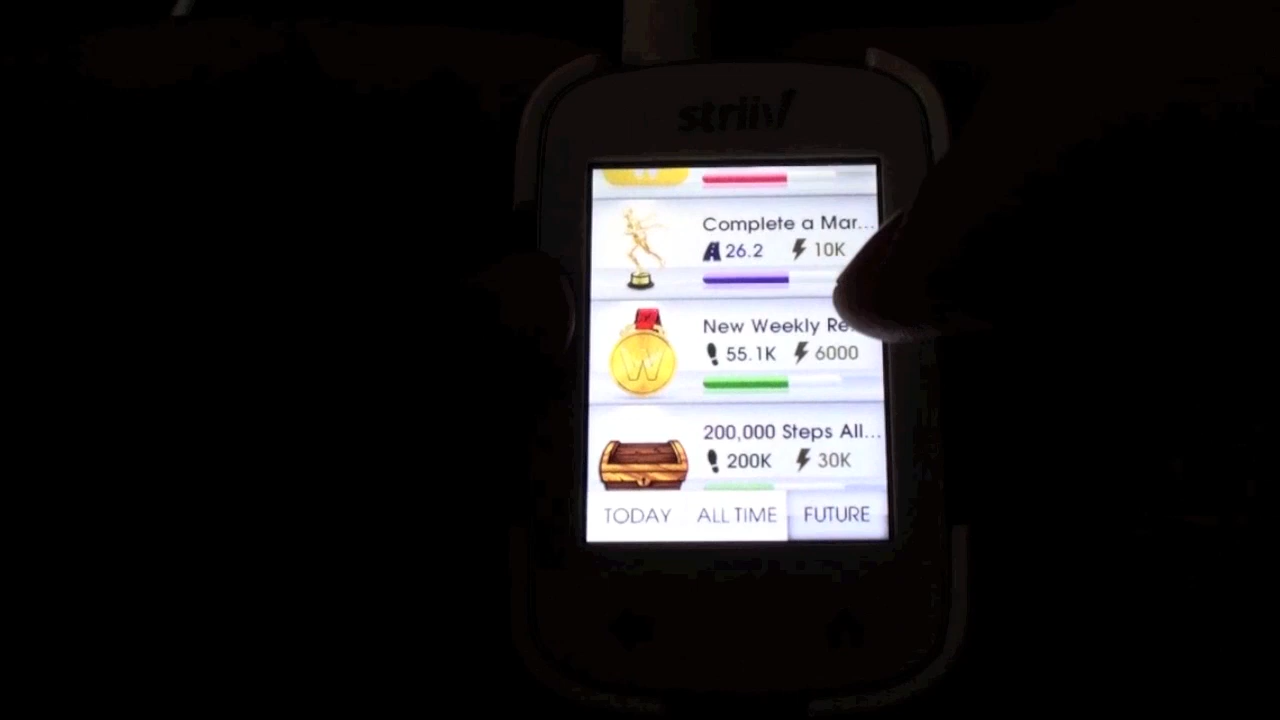 striiv
W
Complete a Mar...
26.2 10K
New Weekly Re
W
55.1K 6000
200,000 Steps All...
200K 30K
TODAY ALL TIME FUTURE